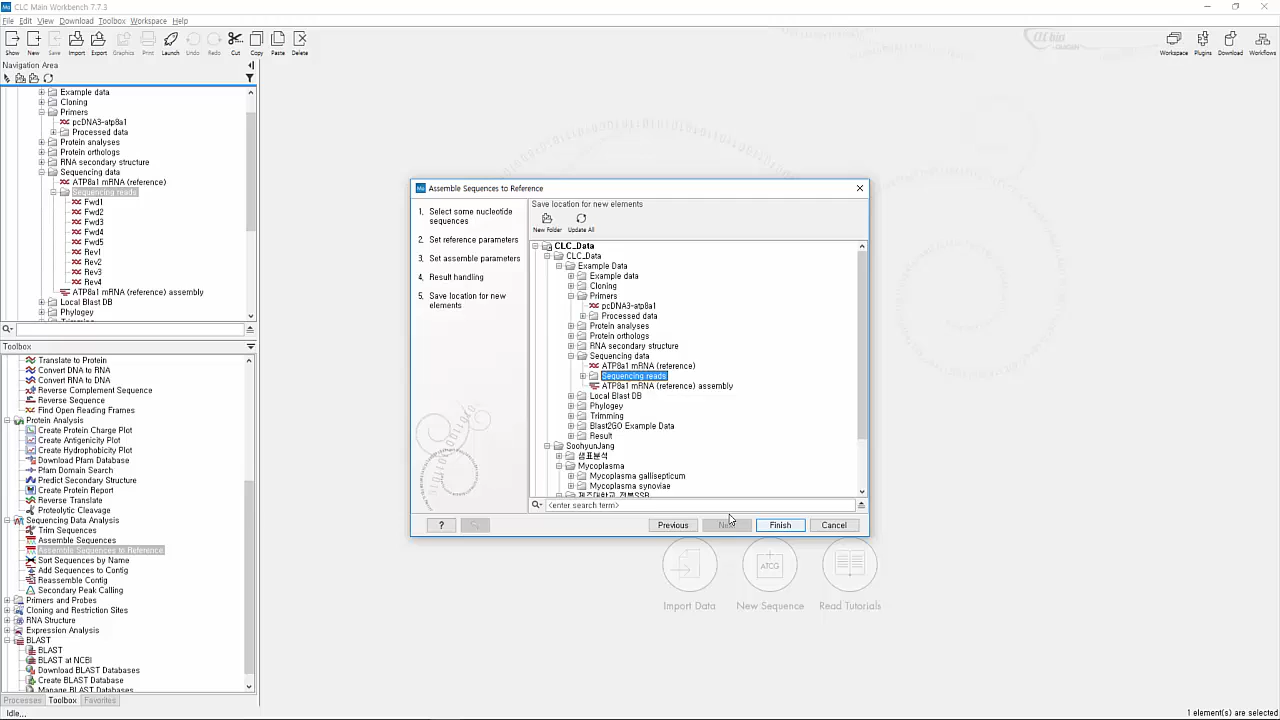 CLC Main Workbench 7.7.3
File Edit View Download Toolbox Workspace Help
Show New Save Import Export Graphics Print Launch Undo Redo Cut Copy Paste Delete
Workspace Plugins Download Workflows
Navigation Area
Example data
Cloning
Primers
pcDNA3-atp8a1
Processed data
Protein analyses
Protein orthologs
RNA secondary structure
Sequencing data
ATP8a1 mRNA (reference)
Sequencing reads
Fwd1
Fwd2
Fwd3
Fwd4
Fwd5
Rev1
Rev2
Rev3
Rev4
ATP8a1 mRNA (reference) assembly
Local Blast DB
Phylogey
Toolbox
Translate to Protein
Convert DNA to RNA
Convert RNA to DNA
Reverse Complement Sequence
Reverse Sequence
Find Open Reading Frames
Protein Analysis
Create Protein Charge Plot
Create Antigenicity Plot
Create Hydrophobicity Plot
Download Pfam Database
Pfam Domain Search
Predict Secondary Structure
Create Protein Report
Reverse Translate
Proteolytic Cleavage
Sequencing Data Analysis
Trim Sequences
Assemble Sequences
Assemble Sequences to Reference
Sort Sequences by Name
Add Sequences to Contig
Reassemble Contig
Secondary Peak Calling
Primers and Probes
Cloning and Restriction Sites
RNA Structure
Expression Analysis
BLAST
BLAST
BLAST at NCBI
Download BLAST Databases
Create BLAST Database
Manage BLAST Databases
Processes Toolbox Favorites
Idle...
1 element(s) are selected
Assemble Sequences to Reference
1. Select some nucleotide
sequences
2. Set reference parameters
3. Set assemble parameters
4. Result handling
5. Save location for new
elements
Save location for new elements
New Folder Update All
CLC_Data
CLC_Data
Example Data
Example data
Cloning
Primers
pcDNA3-atp8a1
Processed data
Protein analyses
Protein orthologs
RNA secondary structure
Sequencing data
ATP8a1 mRNA (reference)
Sequencing reads
ATP8a1 mRNA (reference) assembly
Local Blast DB
Phylogey
Trimming
Blast2GO Example Data
Result
SoohyunJang
샘표분석
Mycoplasma
Mycoplasma gallisepticum
Mycoplasma synoviae
<enter search term>
? Previous Finish Cancel
ATCG
Import Data New Sequence Read Tutorials